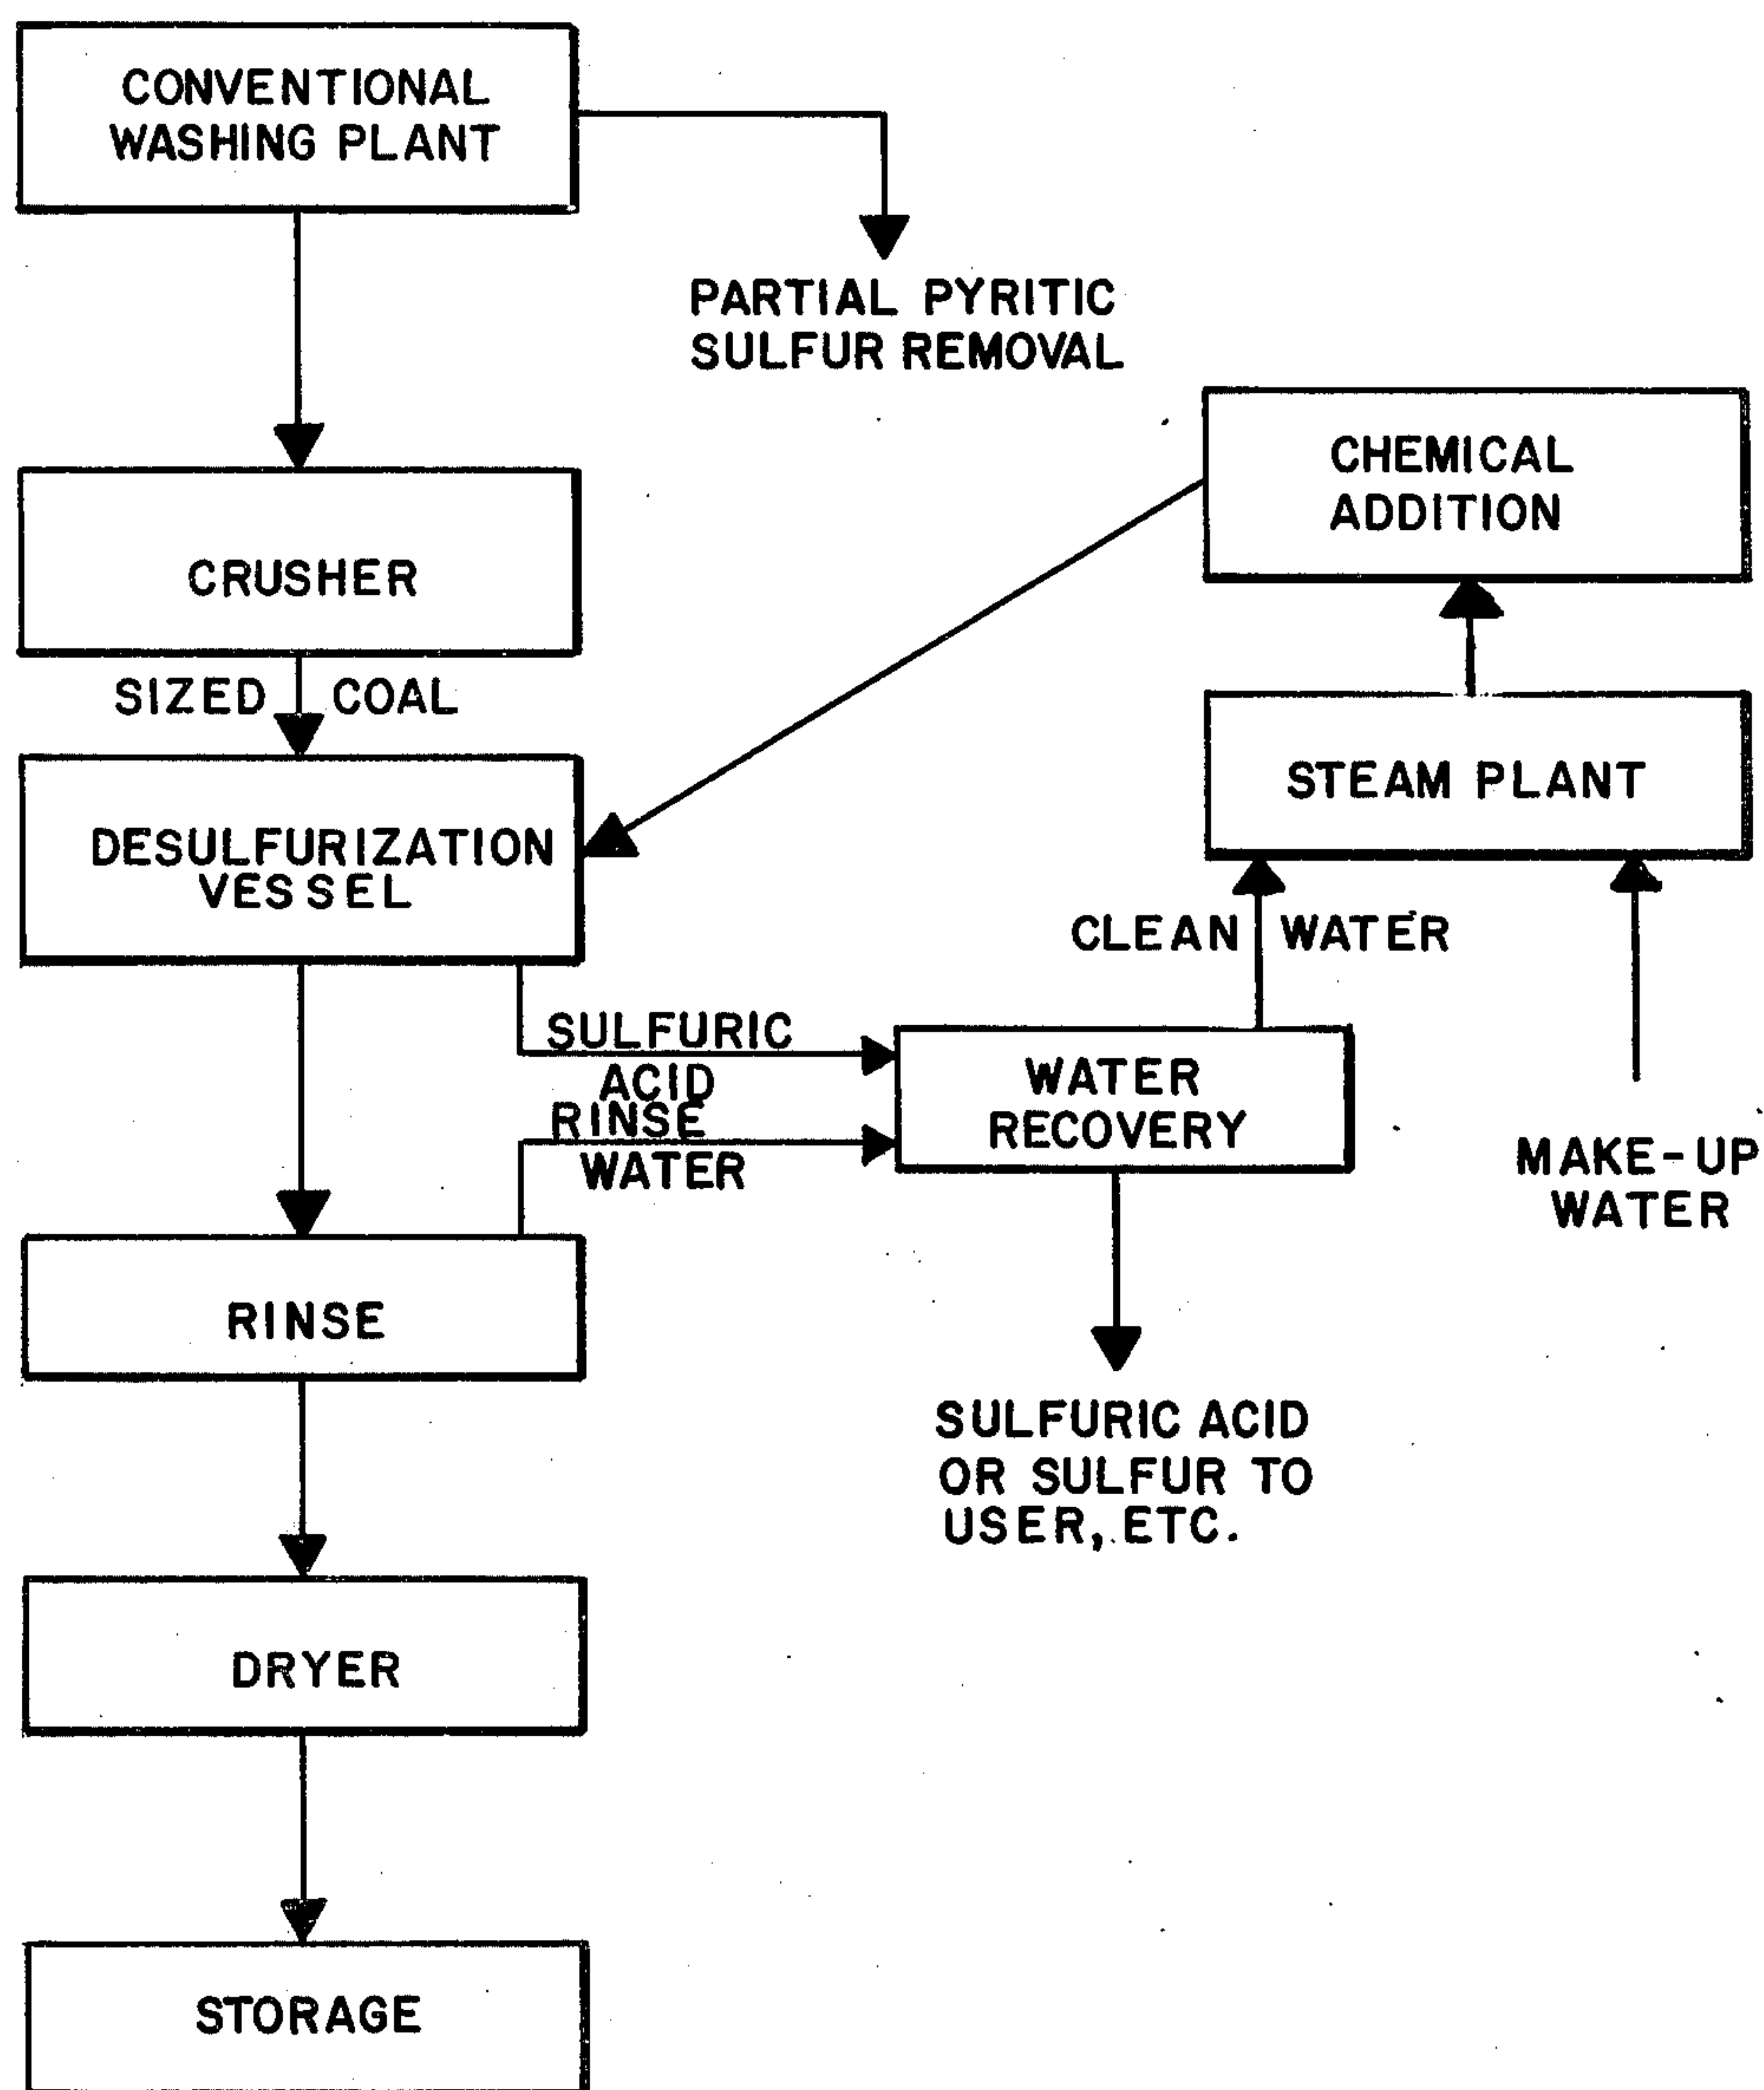 CONVENTIONAL
WASHING PLANT
PARTIAL PYRITIC
SULFUR REMOVAL
CHEMICAL
ADDITION
CRUSHER
SIZED COAL
STEAM PLANT
DESULFURIZATION
VESSEL
CLEAN WATER
SULFURIC
ACID
RINSE
WATER
WATER
RECOVERY
MAKE-UP
WATER
RINSE
SULFURIC ACID
OR SULFUR TO
USER, ETC.
DRYER
STORAGE